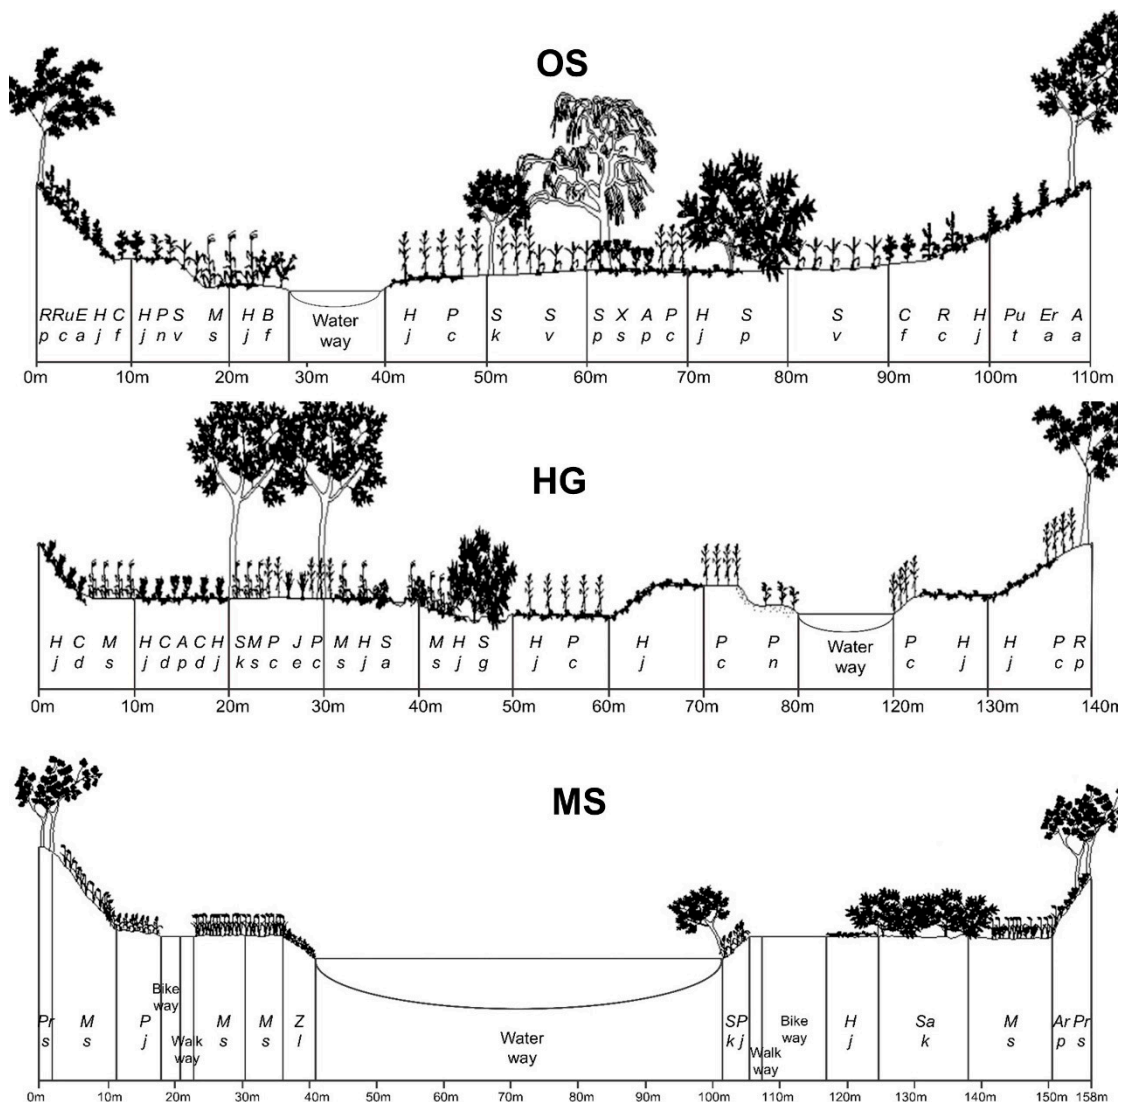 OS
R Ru E H C H P S M H B Water H P S S S X A P H S S C R H Pu Er A
p c a j f j n v s j f way j c k v p s p c j p v f c j t a a
0m 10m 20m 30m 40m 50m 60m 70m 80m 90m 100m 110m
HG
H C M H C A C H S M P J P M H S M H S H P H P P Water P H H P R
j d s j d p d j k s c e c s j a s j g j c j c n way c j j c p
0m 10m 20m 30m 40m 50m 60m 70m 80m 120m 130m 140m
MS
Bike
way
Pr M P M M Z S P Bike way H Sa M Ar Pr
s s j Walk way s s l Water way k j Walk way j k s p s
0m 10m 20m 30m 40m 50m 60m 70m 80m 90m 100m 110m 120m 130m 140m 150m 158m